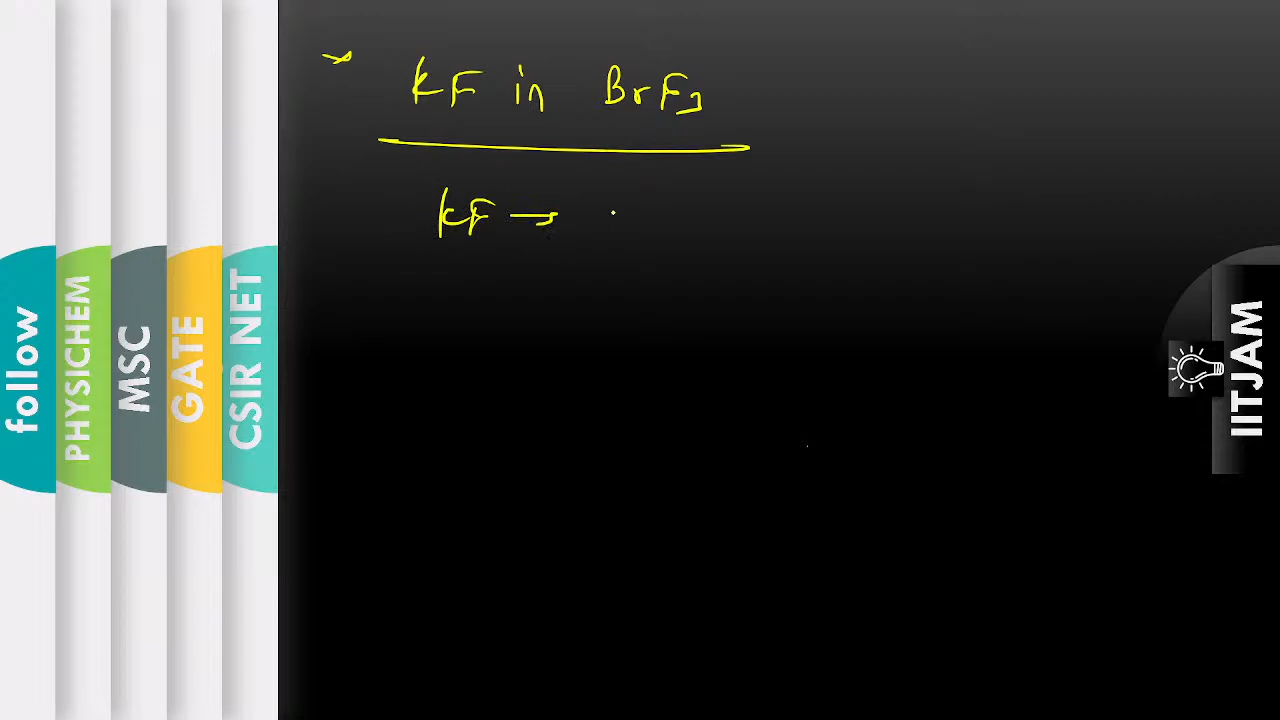 KF in BrF3
KF →
follow
PHYSICHEM
MSC
GATE
CSIR NET
IITJAM